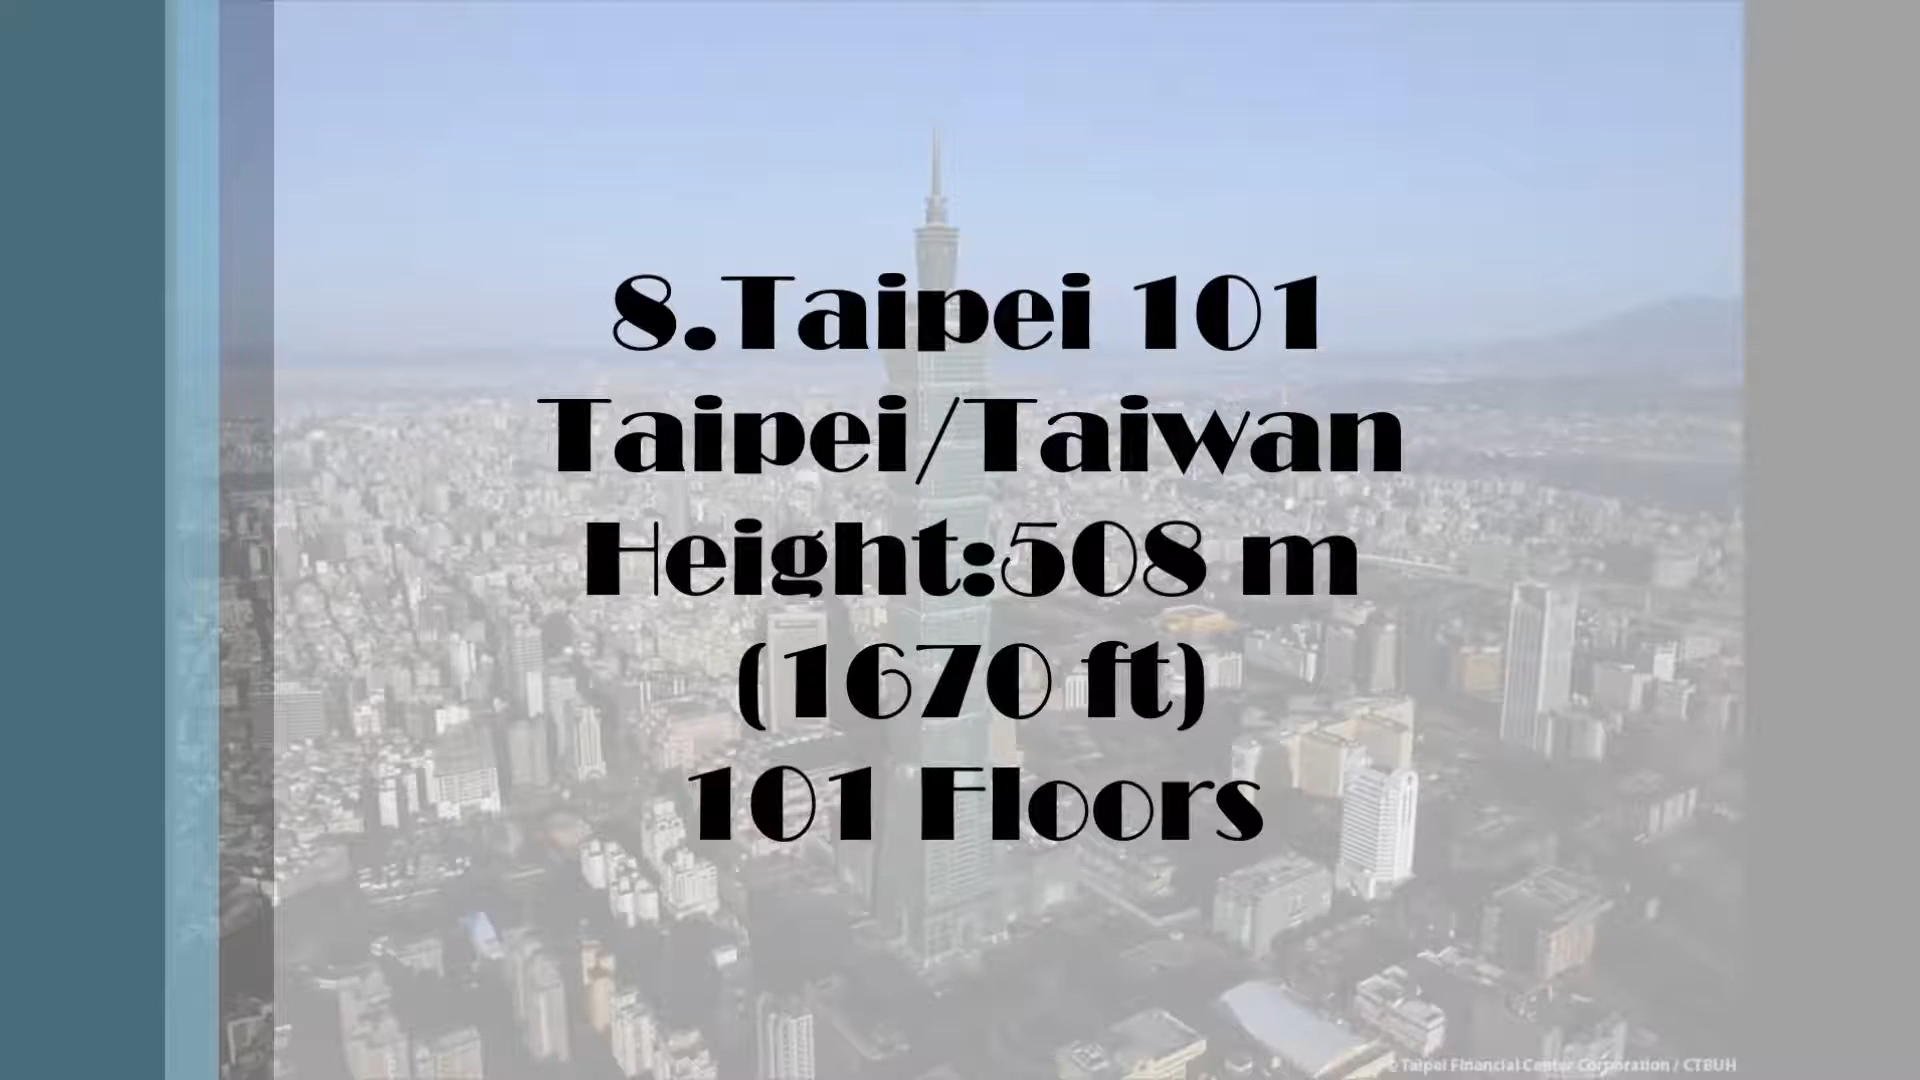 8.Taipei 101
Taipei/Taiwan
Height:508 m
(1670 ft)
101 Floors
© Taipei Financial Center Corporation / CTBUH